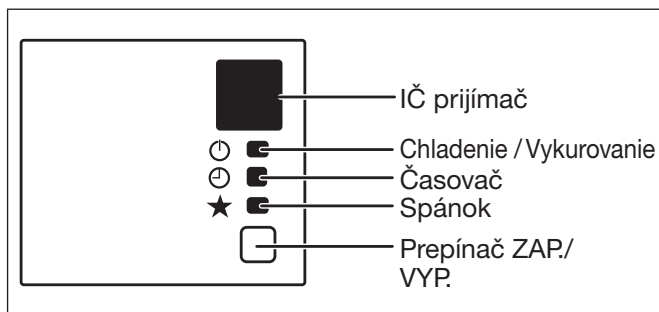 IČ prijímač
Chladenie / Vykurovanie
Časovač
Spánok
Prepínač ZAP./
VYP.